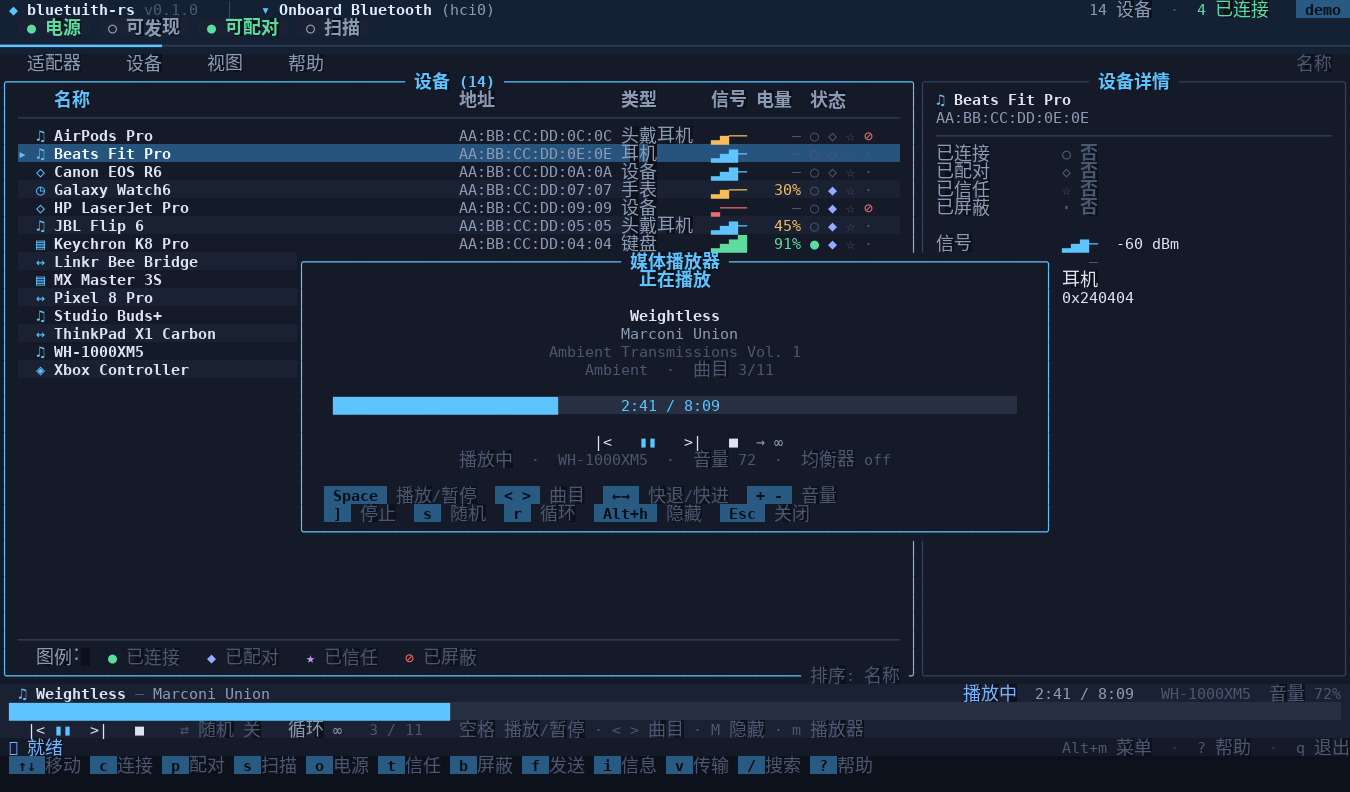 ◆ bluetuith-rs v0.1.0 │ ▾ Onboard Bluetooth (hci0) 14 设备 · 4 已连接 demo
● 电源 ○ 可发现 ● 可配对 ○ 扫描
适配器 设备 视图 帮助 名称
设备 (14) 设备详情
名称 地址 类型 信号 电量 状态
♫ Beats Fit Pro
AA:BB:CC:DD:0E:0E
♫ AirPods Pro AA:BB:CC:DD:0C:0C 头戴耳机 — ○ ◇ ☆ ⊘
▸ ♫ Beats Fit Pro AA:BB:CC:DD:0E:0E 耳机 — ○ ◇ ☆ · 已连接 ○ 否
◇ Canon EOS R6 AA:BB:CC:DD:0A:0A 设备 — ○ ◇ ☆ · 已配对 ◇ 否
◷ Galaxy Watch6 AA:BB:CC:DD:07:07 手表 30% ○ ◆ ☆ · 已信任 ☆ 否
◇ HP LaserJet Pro AA:BB:CC:DD:09:09 设备 — ○ ◆ ☆ ⊘ 已屏蔽 · 否
♫ JBL Flip 6 AA:BB:CC:DD:05:05 头戴耳机 45% ○ ◆ ☆ ·
▤ Keychron K8 Pro AA:BB:CC:DD:04:04 键盘 91% ● ◆ ☆ · 信号 -60 dBm
↔ Linkr Bee Bridge —
▤ MX Master 3S 耳机
↔ Pixel 8 Pro 0x240404
♫ Studio Buds+
↔ ThinkPad X1 Carbon
♫ WH-1000XM5
◈ Xbox Controller
媒体播放器
正在播放
Weightless
Marconi Union
Ambient Transmissions Vol. 1
Ambient · 曲目 3/11
2:41 / 8:09
|< ▮▮ >| ■ → ∞
播放中 · WH-1000XM5 · 音量 72 · 均衡器 off
Space 播放/暂停 < > 曲目 ←→ 快退/快进 + - 音量
] 停止 s 随机 r 循环 Alt+h 隐藏 Esc 关闭
图例: ● 已连接 ◆ 已配对 ★ 已信任 ⊘ 已屏蔽
排序: 名称
♫ Weightless — Marconi Union 播放中 2:41 / 8:09 WH-1000XM5 音量 72%
|< ▮▮ >| ■ ⇄ 随机 关 循环 ∞ 3 / 11 空格 播放/暂停 · < > 曲目 · M 隐藏 · m 播放器
就绪 Alt+m 菜单 · ? 帮助 · q 退出
↑↓ 移动 c 连接 p 配对 s 扫描 o 电源 t 信任 b 屏蔽 f 发送 i 信息 v 传输 / 搜索 ? 帮助